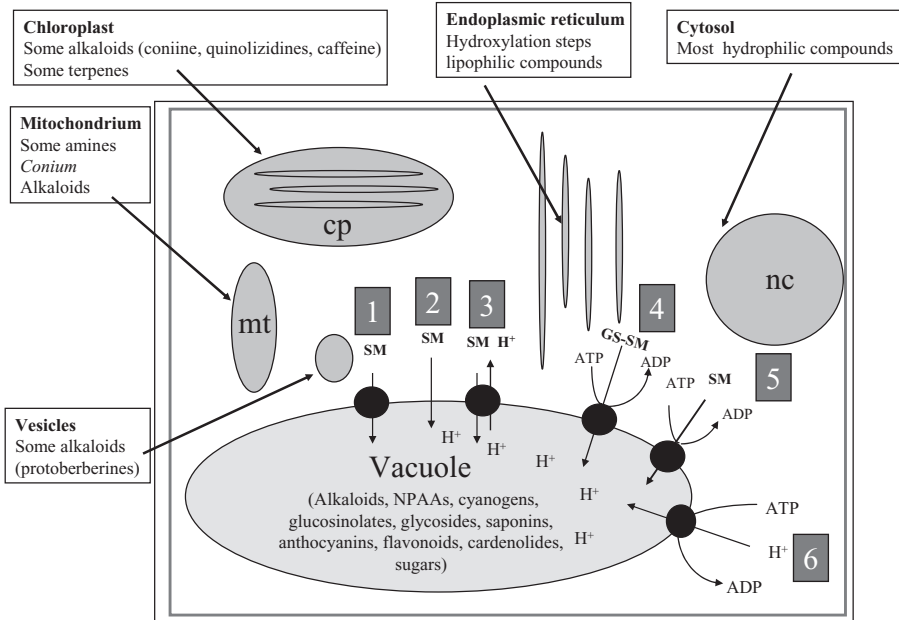 Chloroplast
Some alkaloids (coniine, quinolizidines, caffeine)
Some terpenes
Endoplasmic reticulum
Hydroxylation steps
lipophilic compounds
Cytosol
Most hydrophilic compounds
Mitochondrium
Some amines
Conium
Alkaloids
cp
nc
mt
1
SM
2
SM
3
SM H⁺
4
GS-SM
ATP
ADP
5
ATP
SM
ADP
Vesicles
Some alkaloids
(protoberberines)
H⁺
H⁺
H⁺
H⁺
H⁺
Vacuole
(Alkaloids, NPAAs, cyanogens,
glucosinolates, glycosides, saponins,
anthocyanins, flavonoids, cardenolides,
sugars)
ATP
H⁺
6
ADP